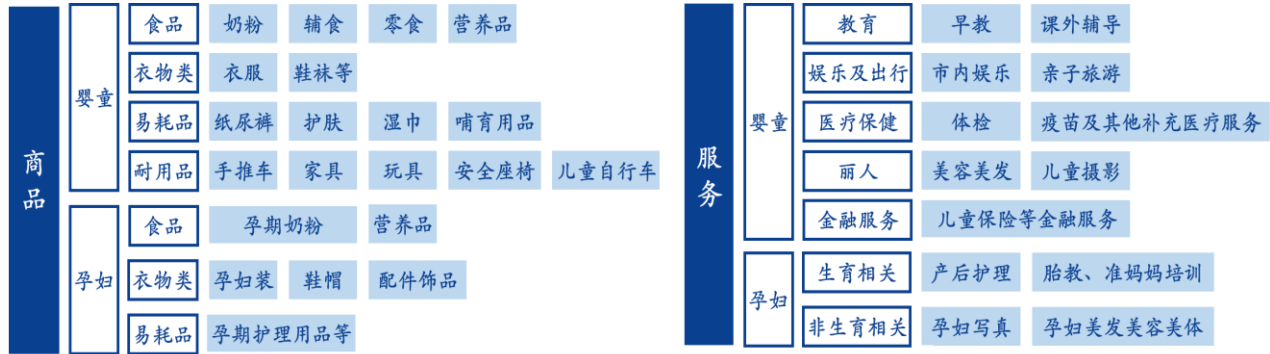 商品
婴童
食品 奶粉 辅食 零食 营养品
衣物类 衣服 鞋袜等
易耗品 纸尿裤 护肤 湿巾 哺育用品
耐用品 手推车 家具 玩具 安全座椅 儿童自行车
孕妇
食品 孕期奶粉 营养品
衣物类 孕妇装 鞋帽 配件饰品
易耗品 孕期护理用品等
服务
婴童
教育 早教 课外辅导
娱乐及出行 市内娱乐 亲子旅游
医疗保健 体检 疫苗及其他补充医疗服务
丽人 美容美发 儿童摄影
金融服务 儿童保险等金融服务
孕妇
生育相关 产后护理 胎教、准妈妈培训
非生育相关 孕妇写真 孕妇美发美容美体